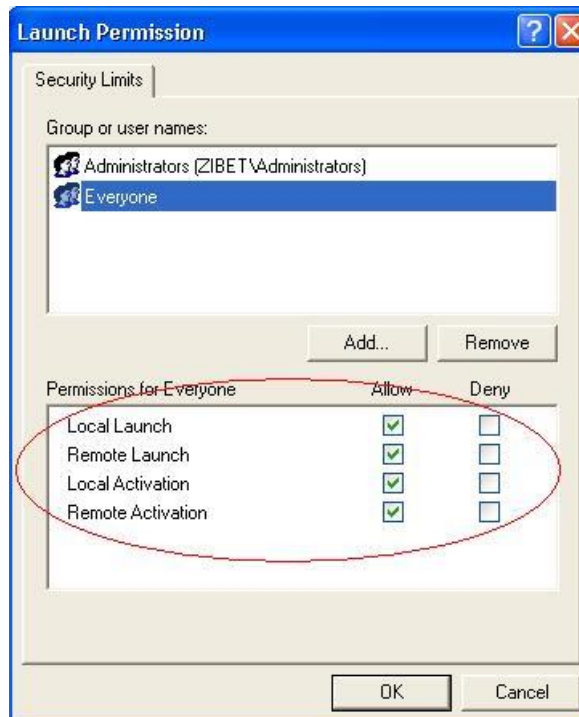 Launch Permission
Security Limits
Group or user names:
Administrators (ZIBET\Administrators)
Everyone
Add... Remove
Permissions for Everyone Allow Deny
Local Launch
Remote Launch
Local Activation
Remote Activation
OK Cancel